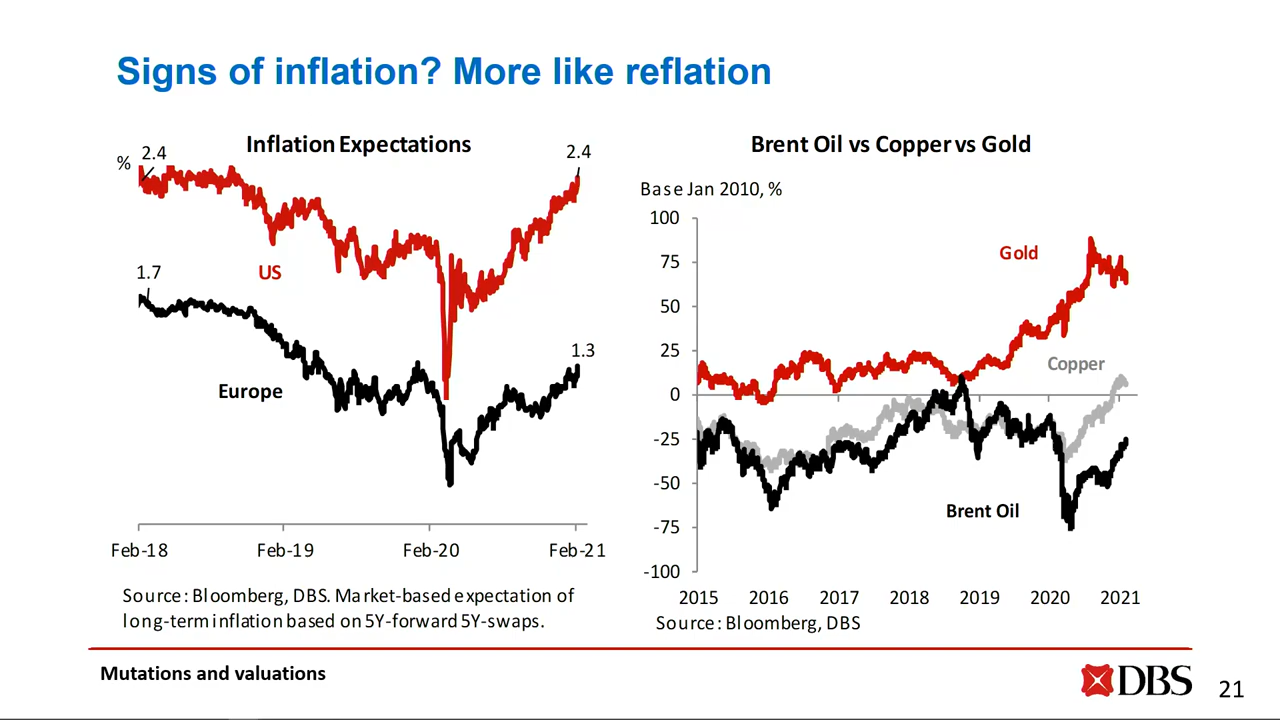 Signs of inflation? More like reflation
Inflation Expectations
%
2.4
2.4
US
1.7
1.3
Europe
Feb-18
Feb-19
Feb-20
Feb-21
Source: Bloomberg, DBS. Market-based expectation of
long-term inflation based on 5Y-forward 5Y-swaps.
Brent Oil vs Copper vs Gold
Base Jan 2010, %
100
75
50
25
0
-25
-50
-75
-100
Gold
Copper
Brent Oil
2015
2016
2017
2018
2019
2020
2021
Source: Bloomberg, DBS
Mutations and valuations
DBS
21